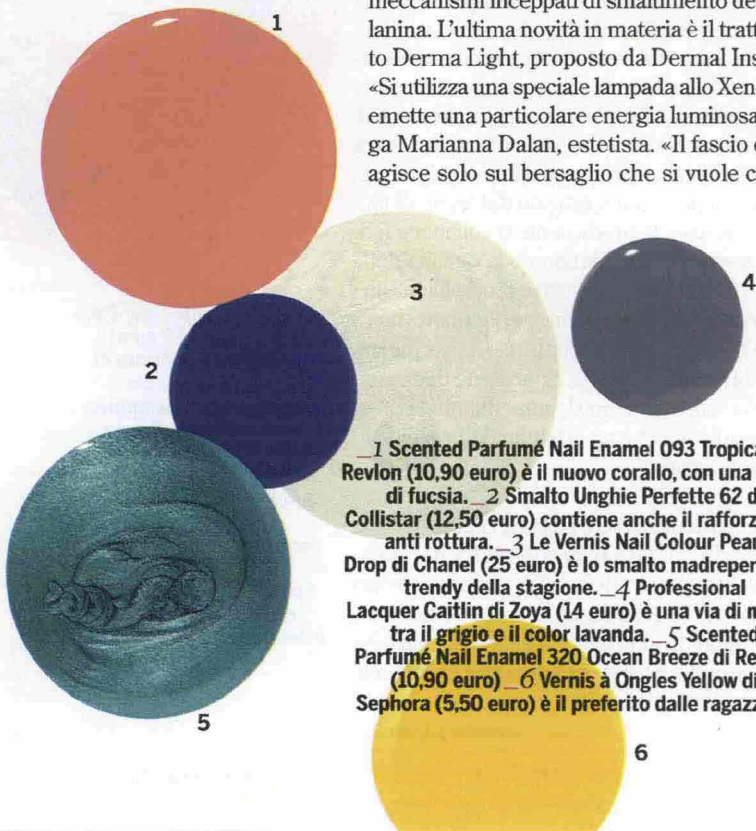 meccanismi inceppati di smaltimento de
lanina. L'ultima novità in materia è il tratt
to Derma Light, proposto da Dermal Ins
«Si utilizza una speciale lampada allo Xen
emette una particolare energia luminosa
ga Marianna Dalan, estetista. «Il fascio
agisce solo sul bersaglio che si vuole c
1
2
3
4
_1 Scented Parfumé Nail Enamel 093 Tropica
Revlon (10,90 euro) è il nuovo corallo, con una
di fucsia. _2 Smalto Unghie Perfette 62 d
Collistar (12,50 euro) contiene anche il rafforz
anti rottura. _3 Le Vernis Nail Colour Pear
Drop di Chanel (25 euro) è lo smalto madreper
trendy della stagione. _4 Professional
Lacquer Caitlin di Zoya (14 euro) è una via di m
tra il grigio e il color lavanda. _5 Scented
Parfumé Nail Enamel 320 Ocean Breeze di Re
(10,90 euro) _6 Vernis à Ongles Yellow di
Sephora (5,50 euro) è il preferito dalle ragazz
5
6